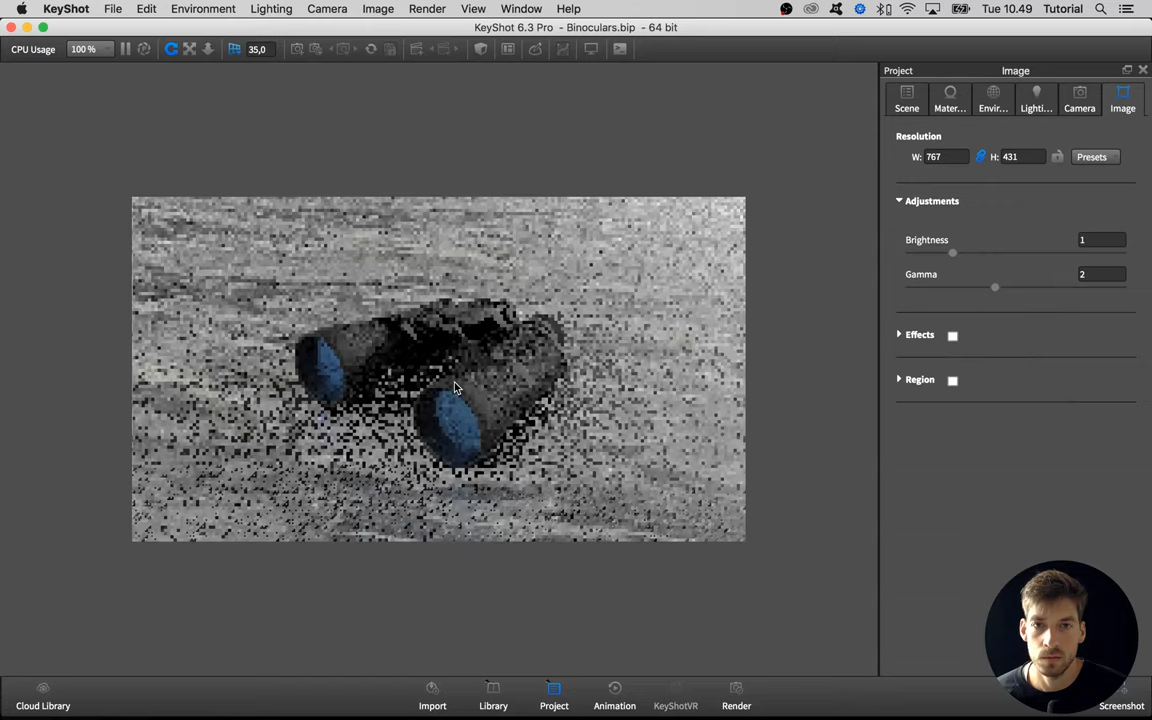 KeyShot File Edit Environment Lighting Camera Image Render View Window Help Tue 10.49 Tutorial
KeyShot 6.3 Pro - Binoculars.bip - 64 bit
CPU Usage 100 % 35,0
Project Image
Scene Mater... Envir... Lighti... Camera Image
Resolution
W: 767 H: 431 Presets
Adjustments
Brightness 1
Gamma 2
Effects
Region
Cloud Library Import Library Project Animation KeyShotVR Render Screenshot